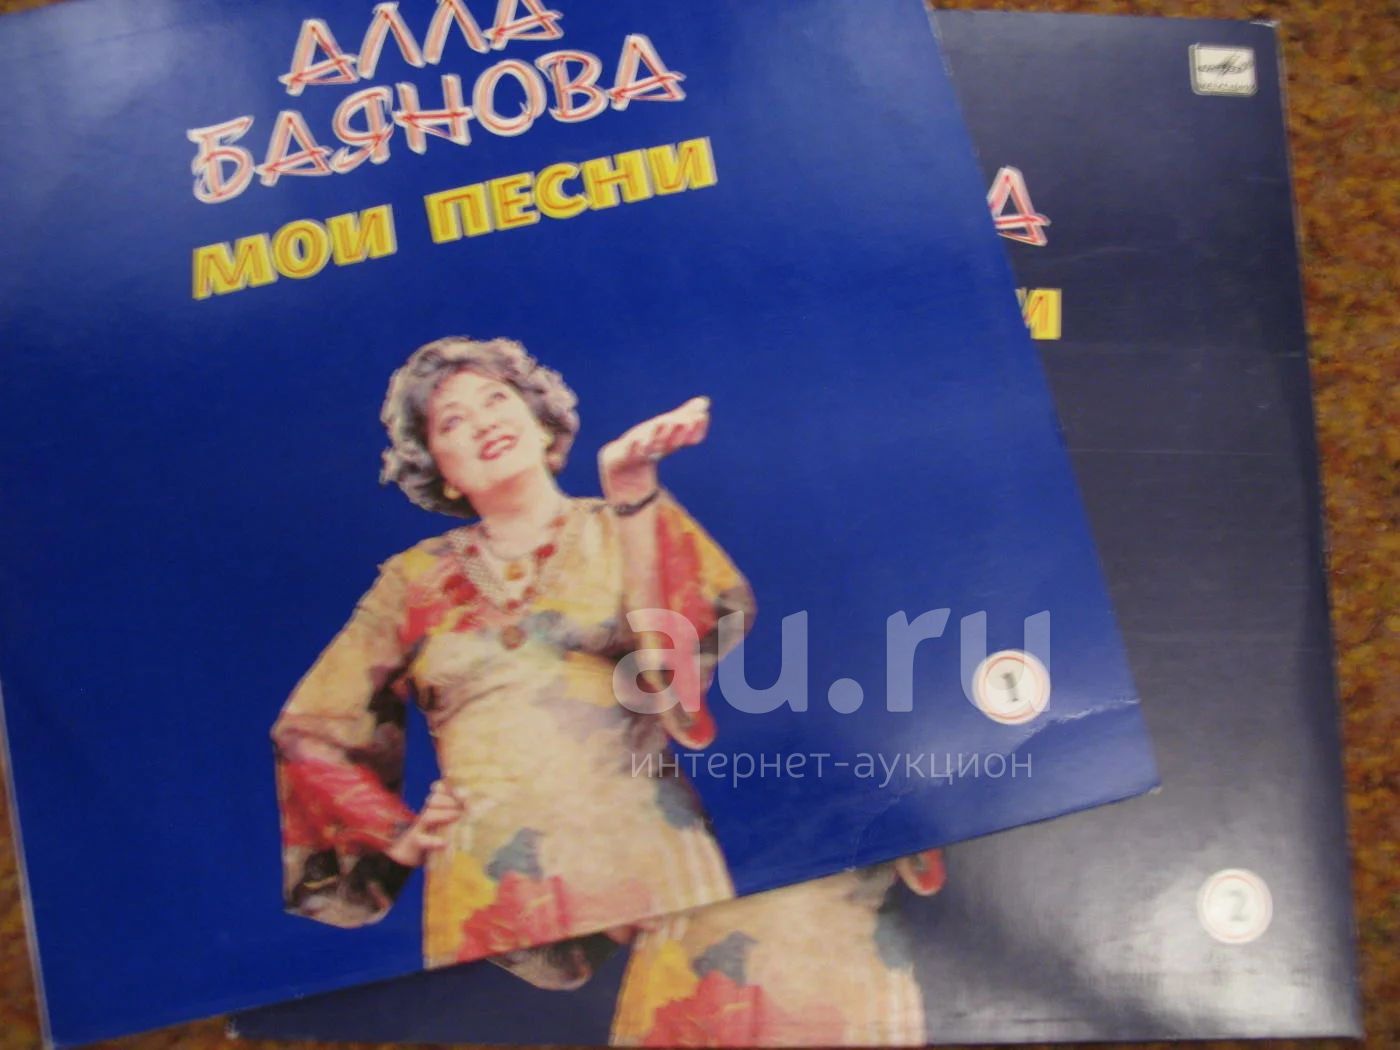 АЛЛА
БАЯНОВА
МОИ ПЕСНИ
А
И
au.ru
интернет-аукцион
1
2